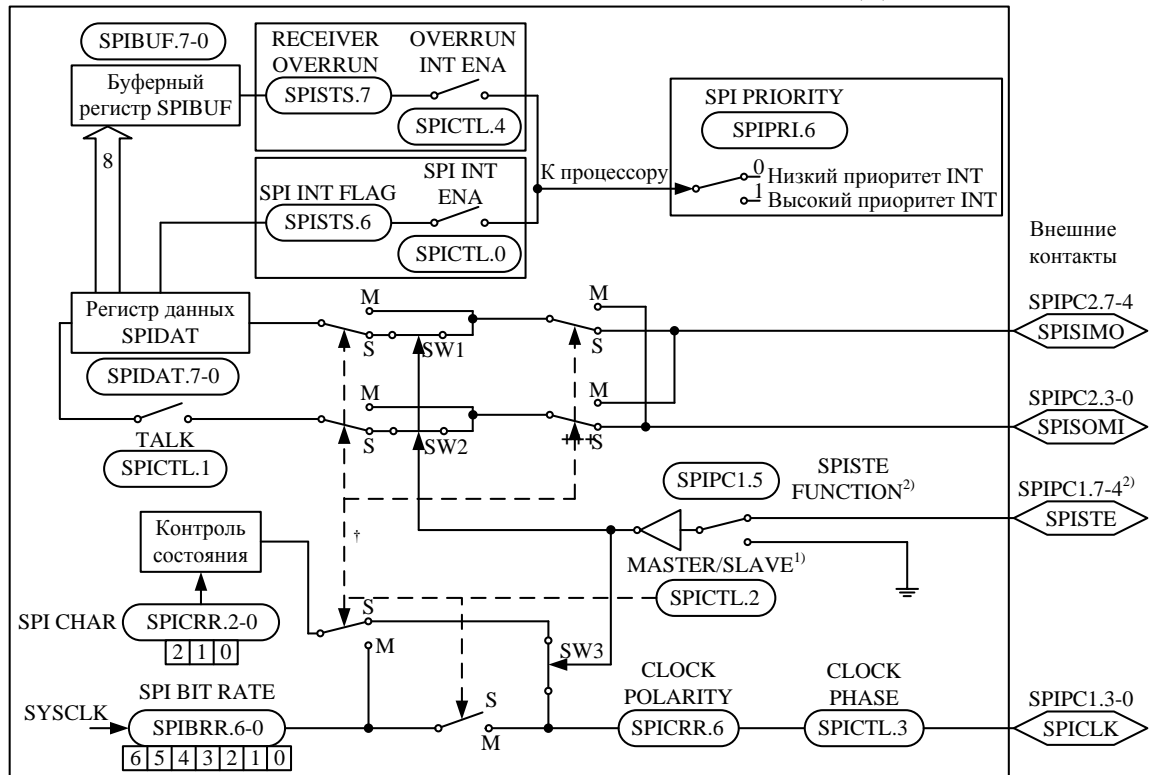 SPIBUF.7-0
Буферный
регистр SPIBUF
8
RECEIVER
OVERRUN
SPISTS.7
OVERRUN
INT ENA
SPICTL.4
SPI INT FLAG
SPISTS.6
SPI INT
ENA
SPICTL.0
К процессору
SPI PRIORITY
SPIPRI.6
0 Низкий приоритет INT
1 Высокий приоритет INT
Внешние
контакты
Регистр данных
SPIDAT
SPIDAT.7-0
TALK
SPICTL.1
M
S
SW1
M
S
M
S
SW2
M
S
SPIPC2.7-4
SPISIMO
SPIPC2.3-0
SPISOMI
SPIPC1.5
SPISTE
FUNCTION2)
SPIPC1.7-42)
SPISTE
†
MASTER/SLAVE1)
SPICTL.2
Контроль
состояния
SPI CHAR
SPICRR.2-0
2 1 0
S
M
SW3
SPI BIT RATE
SYSCLK
SPIBRR.6-0
6 5 4 3 2 1 0
S
M
CLOCK
POLARITY
SPICRR.6
CLOCK
PHASE
SPICTL.3
SPIPC1.3-0
SPICLK